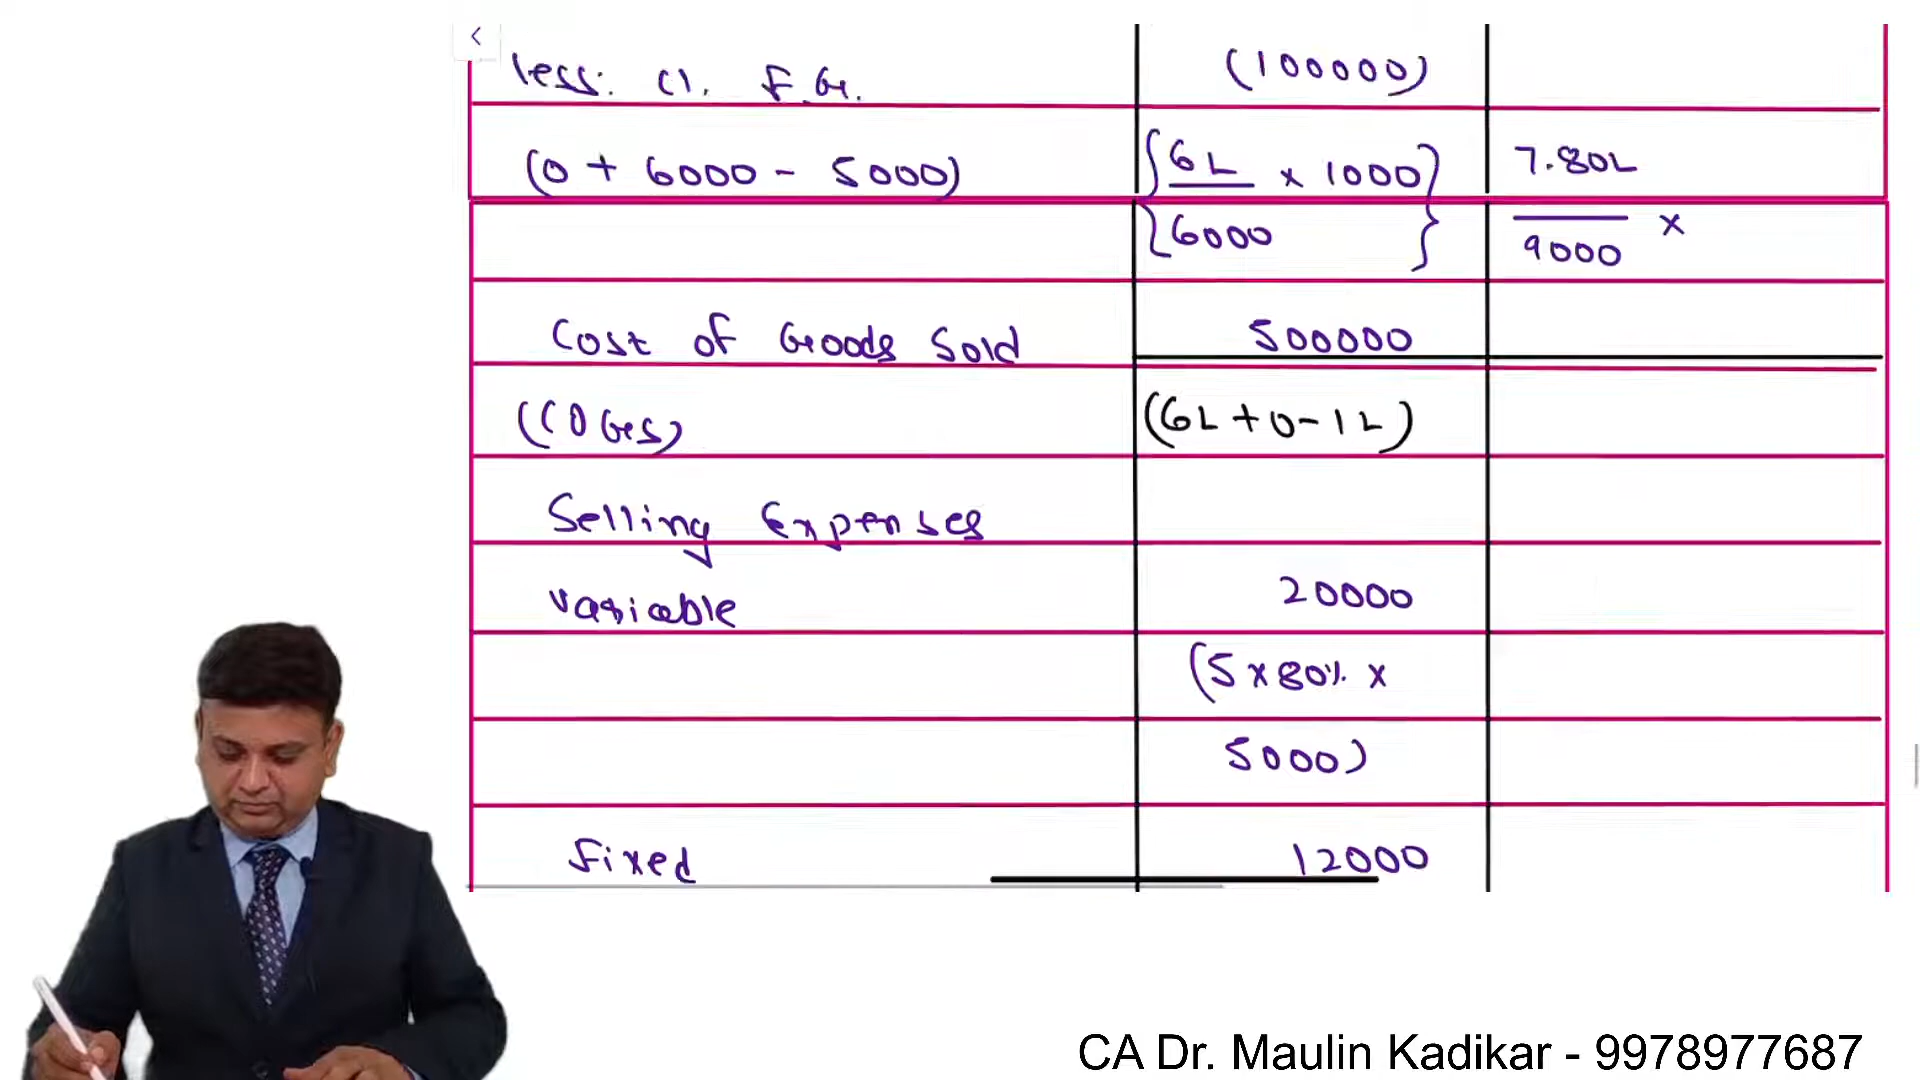 <
less: Cl. F.G. (100000)
(0 + 6000 - 5000) {6L × 1000} 7.80L
6000 9000 ×
Cost of Goods Sold 500000
(COGS) (6L+0-1L)
Selling Expenses
Variable 20000
(5×80% ×
5000)
Fixed 12000
CA Dr. Maulin Kadikar - 9978977687